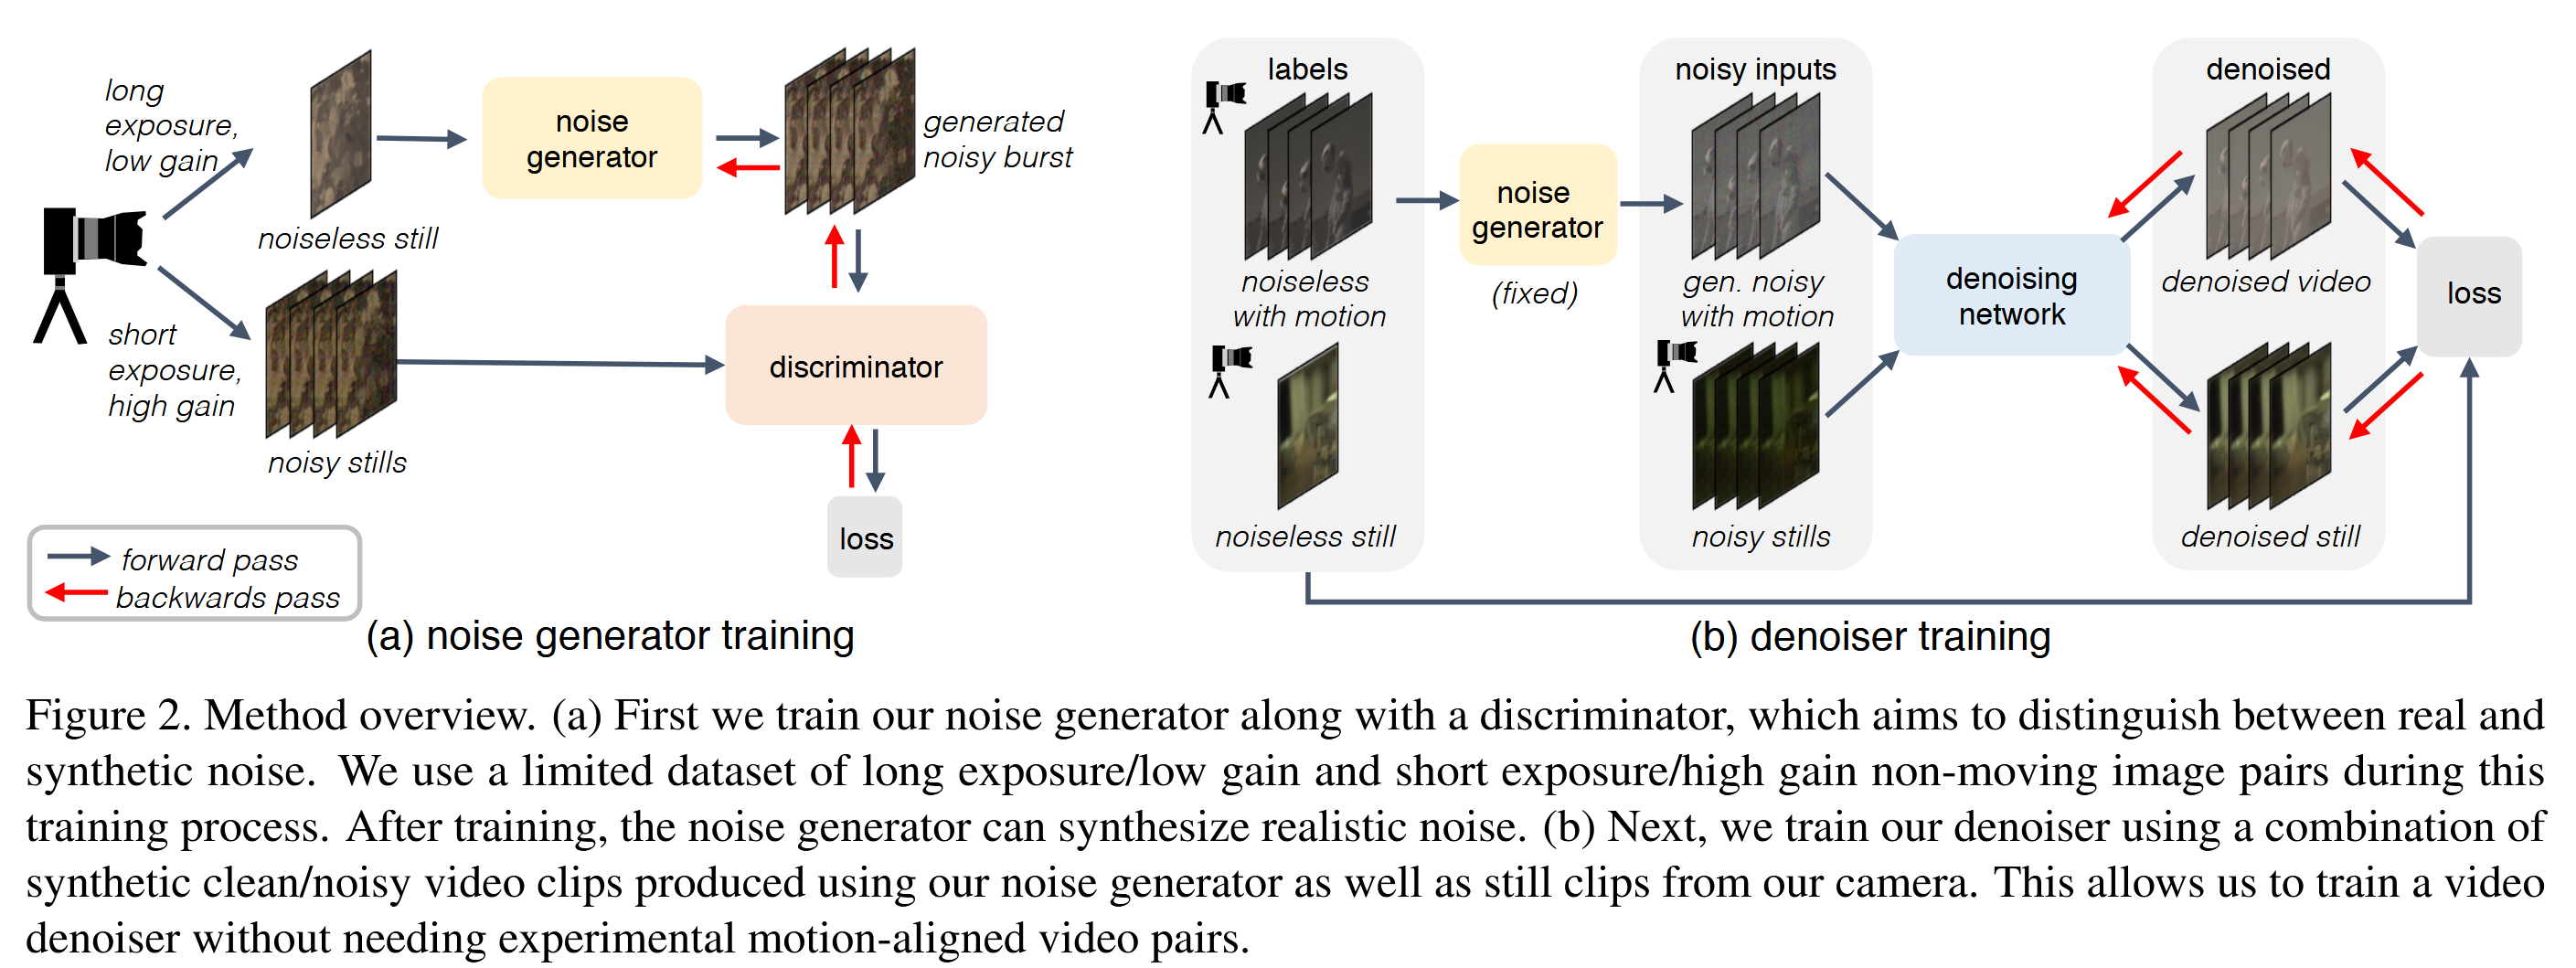 long
exposure,
low gain
noiseless still
noise
generator
generated
noisy burst
short
exposure,
high gain
noisy stills
discriminator
loss
forward pass
backwards pass
(a) noise generator training
labels
noiseless
with motion
noiseless still
noise
generator
(fixed)
noisy inputs
gen. noisy
with motion
noisy stills
denoising
network
denoised
denoised video
denoised still
loss
(b) denoiser training
Figure 2. Method overview. (a) First we train our noise generator along with a discriminator, which aims to distinguish between real and
synthetic noise. We use a limited dataset of long exposure/low gain and short exposure/high gain non-moving image pairs during this
training process. After training, the noise generator can synthesize realistic noise. (b) Next, we train our denoiser using a combination of
synthetic clean/noisy video clips produced using our noise generator as well as still clips from our camera. This allows us to train a video
denoiser without needing experimental motion-aligned video pairs.